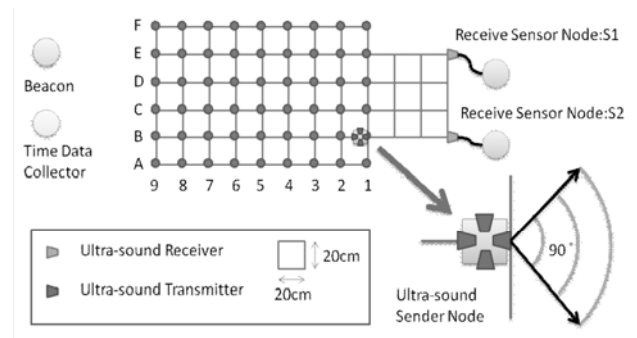 F
E
D
C
B
A
9 8 7 6 5 4 3 2 1
Beacon
Time Data
Collector
Receive Sensor Node:S1
Receive Sensor Node:S2
Ultra-sound Receiver
Ultra-sound Transmitter
20cm
20cm
Ultra-sound
Sender Node
90°